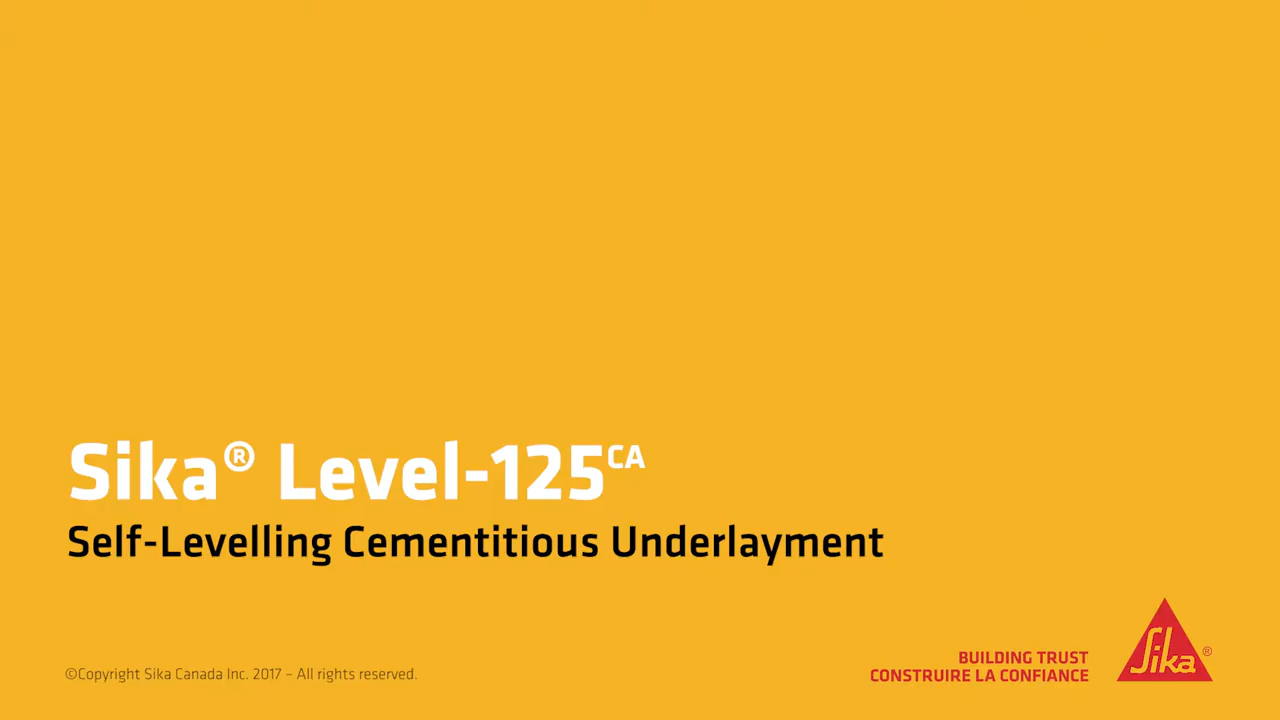 Sika® Level-125CA
Self-Levelling Cementitious Underlayment
©Copyright Sika Canada Inc. 2017 – All rights reserved.
BUILDING TRUST
CONSTRUIRE LA CONFIANCE
Sika®